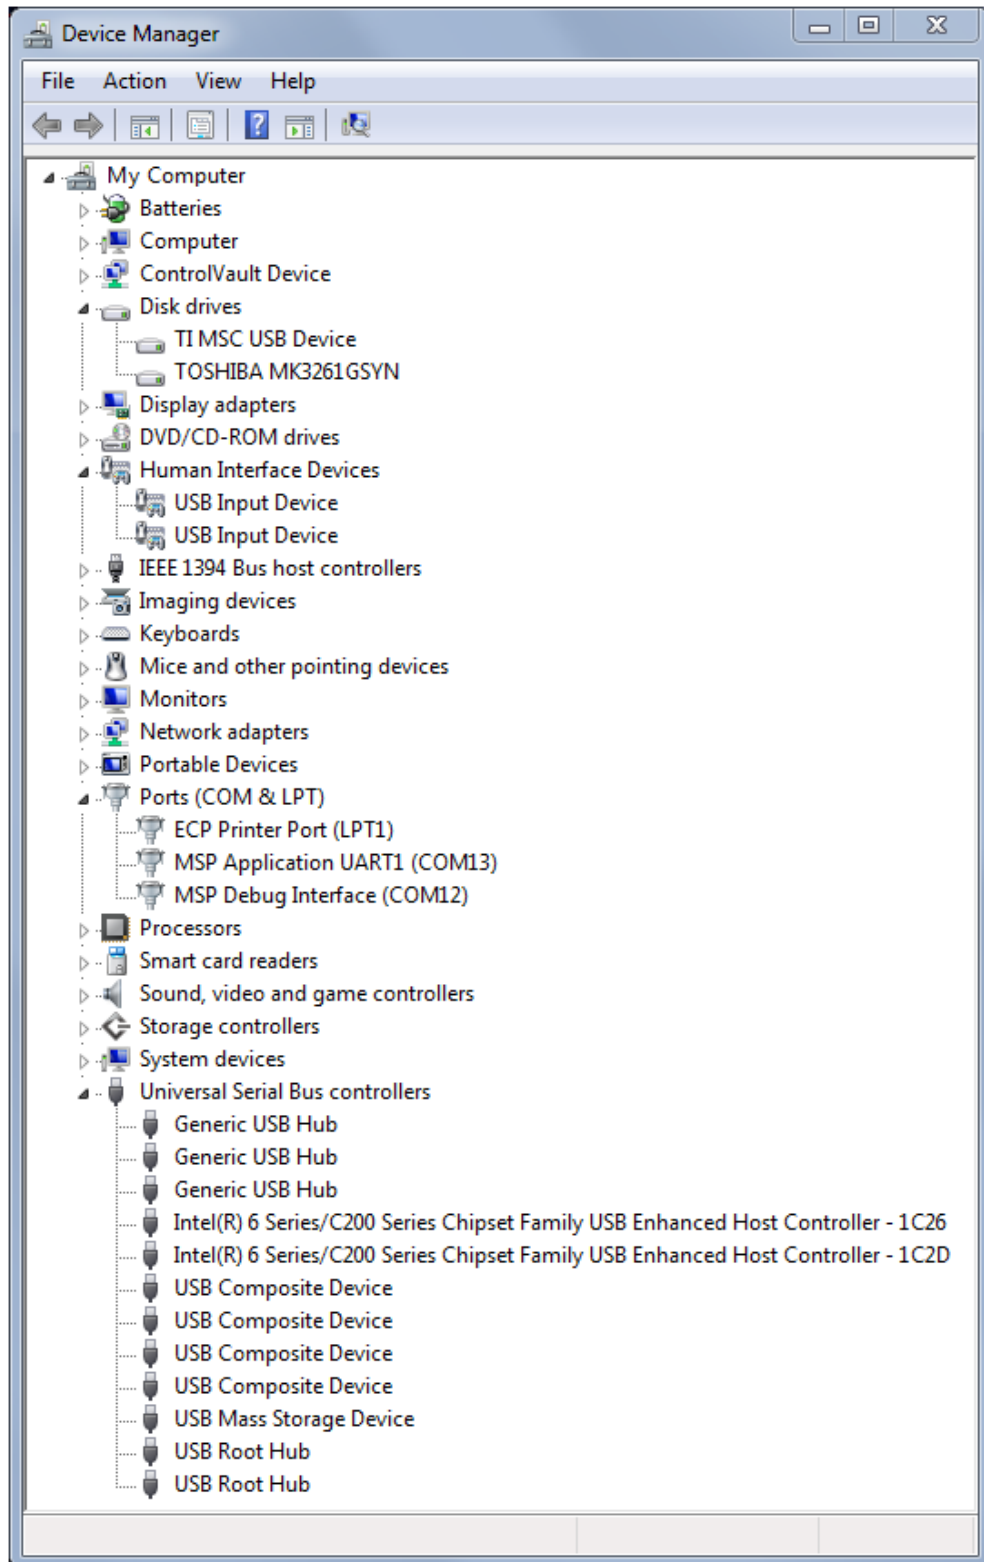 Device Manager
File Action View Help
My Computer
Batteries
Computer
ControlVault Device
Disk drives
TI MSC USB Device
TOSHIBA MK3261GSYN
Display adapters
DVD/CD-ROM drives
Human Interface Devices
USB Input Device
USB Input Device
IEEE 1394 Bus host controllers
Imaging devices
Keyboards
Mice and other pointing devices
Monitors
Network adapters
Portable Devices
Ports (COM & LPT)
ECP Printer Port (LPT1)
MSP Application UART1 (COM13)
MSP Debug Interface (COM12)
Processors
Smart card readers
Sound, video and game controllers
Storage controllers
System devices
Universal Serial Bus controllers
Generic USB Hub
Generic USB Hub
Generic USB Hub
Intel(R) 6 Series/C200 Series Chipset Family USB Enhanced Host Controller - 1C26
Intel(R) 6 Series/C200 Series Chipset Family USB Enhanced Host Controller - 1C2D
USB Composite Device
USB Composite Device
USB Composite Device
USB Composite Device
USB Mass Storage Device
USB Root Hub
USB Root Hub